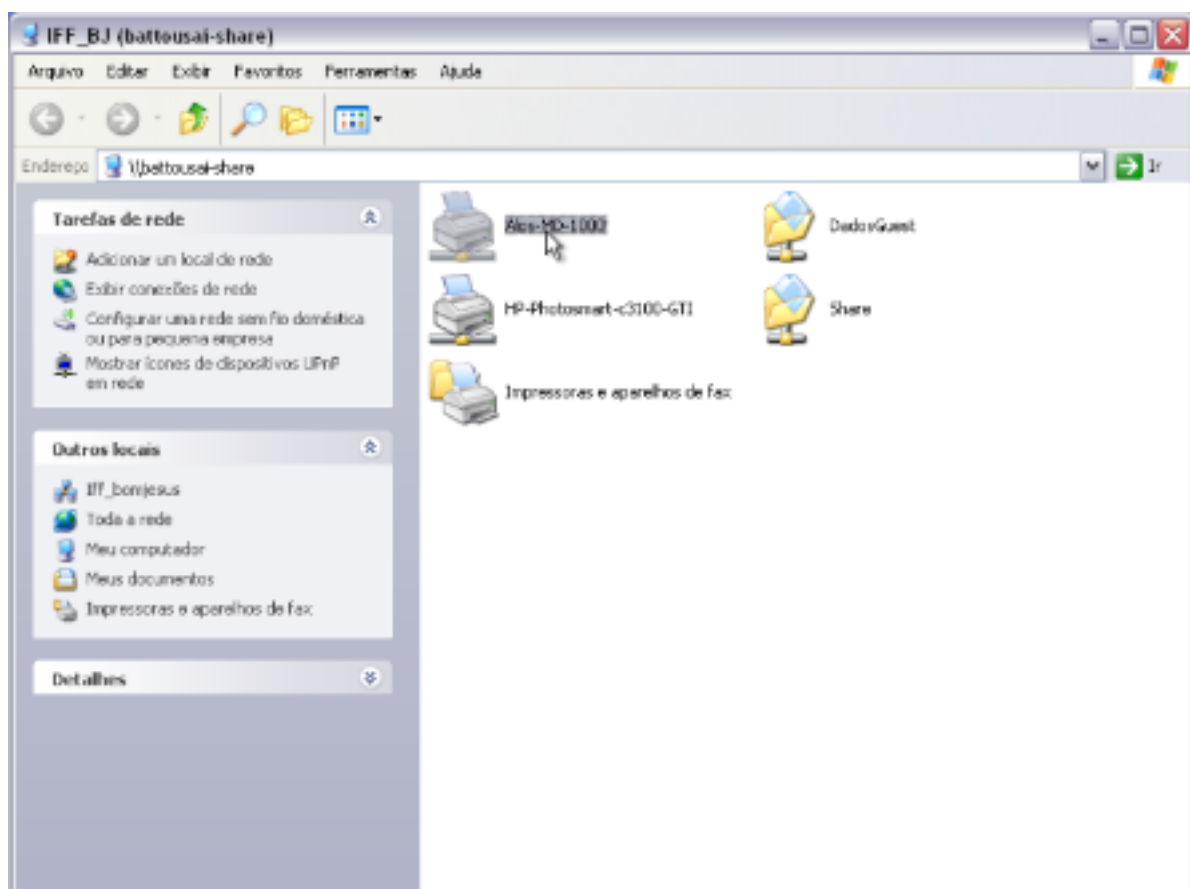 IFF_BJ (battousai-share)
Arquivo Editar Exibir Favoritos Ferramentas Ajuda
Endereço \\battousai-share Ir
Tarefas de rede
Adicionar um local de rede
Exibir conexões de rede
Configurar uma rede sem fio doméstica
ou para pequena empresa
Mostrar ícones de dispositivos UPnP
em rede
Outros locais
Iff_bomjesus
Toda a rede
Meu computador
Meus documentos
Impressoras e aparelhos de fax
Detalhes
Alps-MD-1000
DadosGuest
HP-Photosmart-c3100-GTI
Share
Impressoras e aparelhos de fax